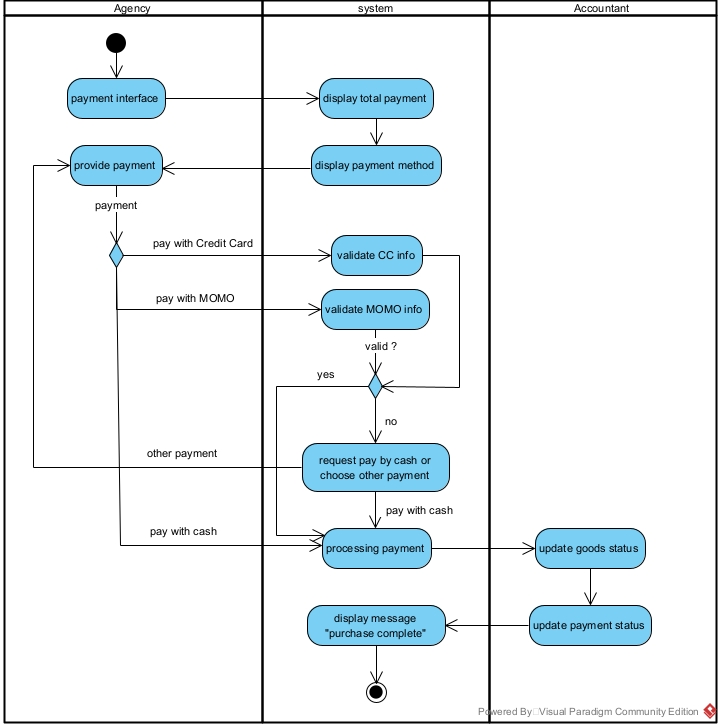 Agency
system
Accountant
payment interface
display total payment
provide payment
display payment method
payment
pay with Credit Card
validate CC info
pay with MOMO
validate MOMO info
valid ?
yes
no
other payment
request pay by cash or
choose other payment
pay with cash
pay with cash
processing payment
update goods status
display message
"purchase complete"
update payment status
Powered By Visual Paradigm Community Edition